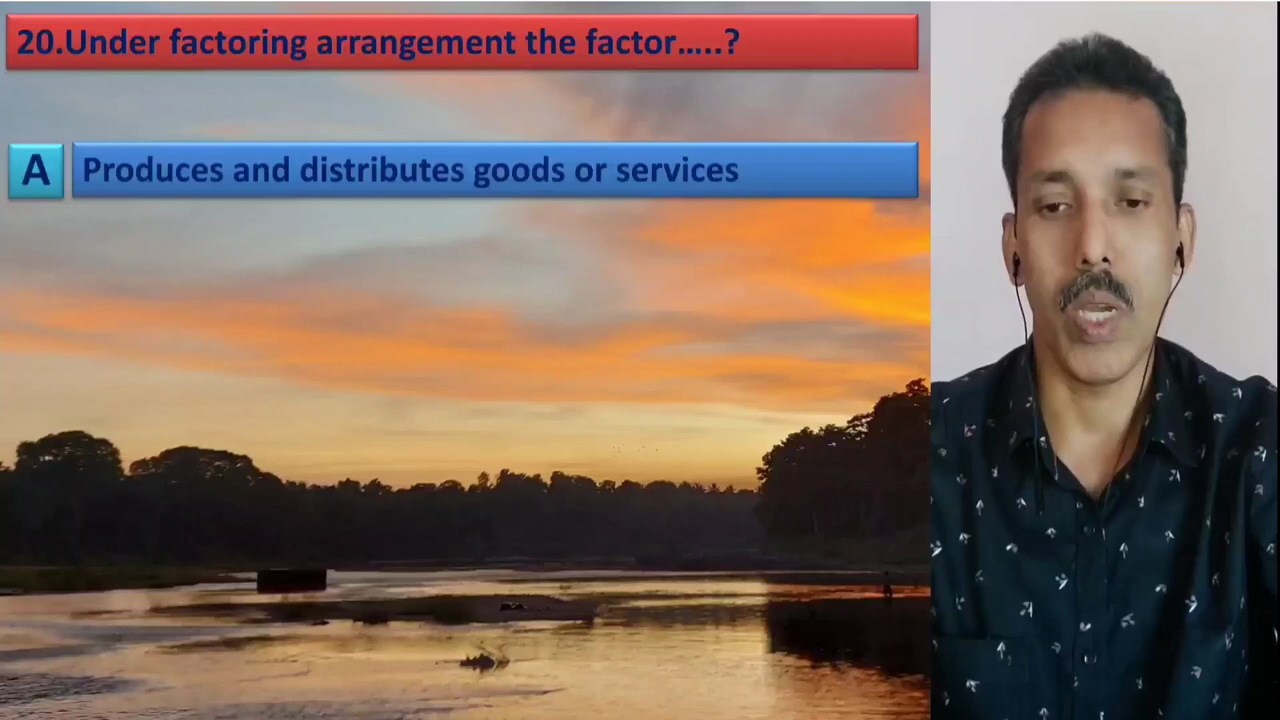 20.Under factoring arrangement the factor.....?
A Produces and distributes goods or services